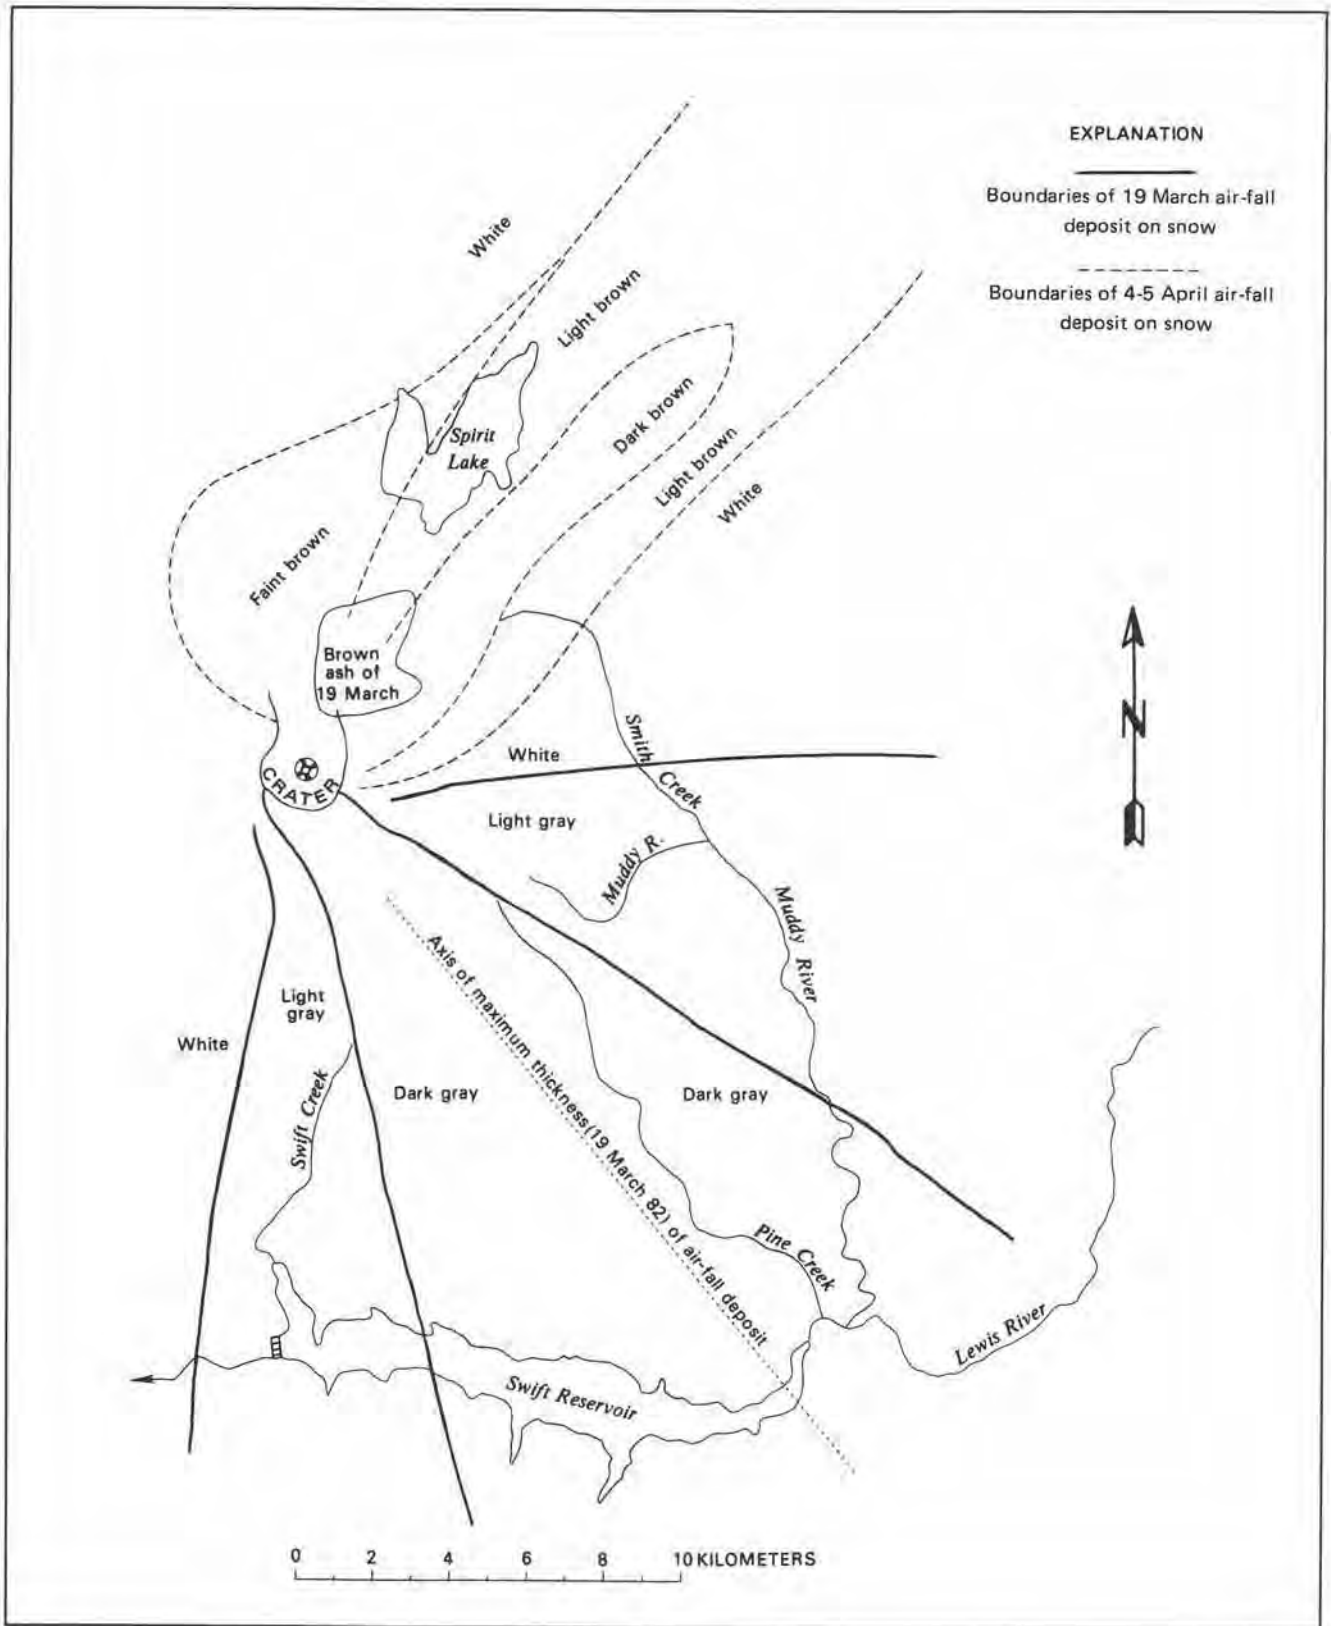 EXPLANATION
Boundaries of 19 March air-fall
deposit on snow
Boundaries of 4-5 April air-fall
deposit on snow
White
Light brown
Dark brown
Light brown
White
Spirit
Lake
Faint brown
Brown
ash of
19 March
N
CRATER
White
Smith Creek
Light gray
Muddy R.
Muddy River
Axis of maximum thickness (19 March 82) of air-fall deposit
Light
gray
White
Swift Creek
Dark gray
Dark gray
Pine Creek
Lewis River
Swift Reservoir
0 2 4 6 8 10 KILOMETERS